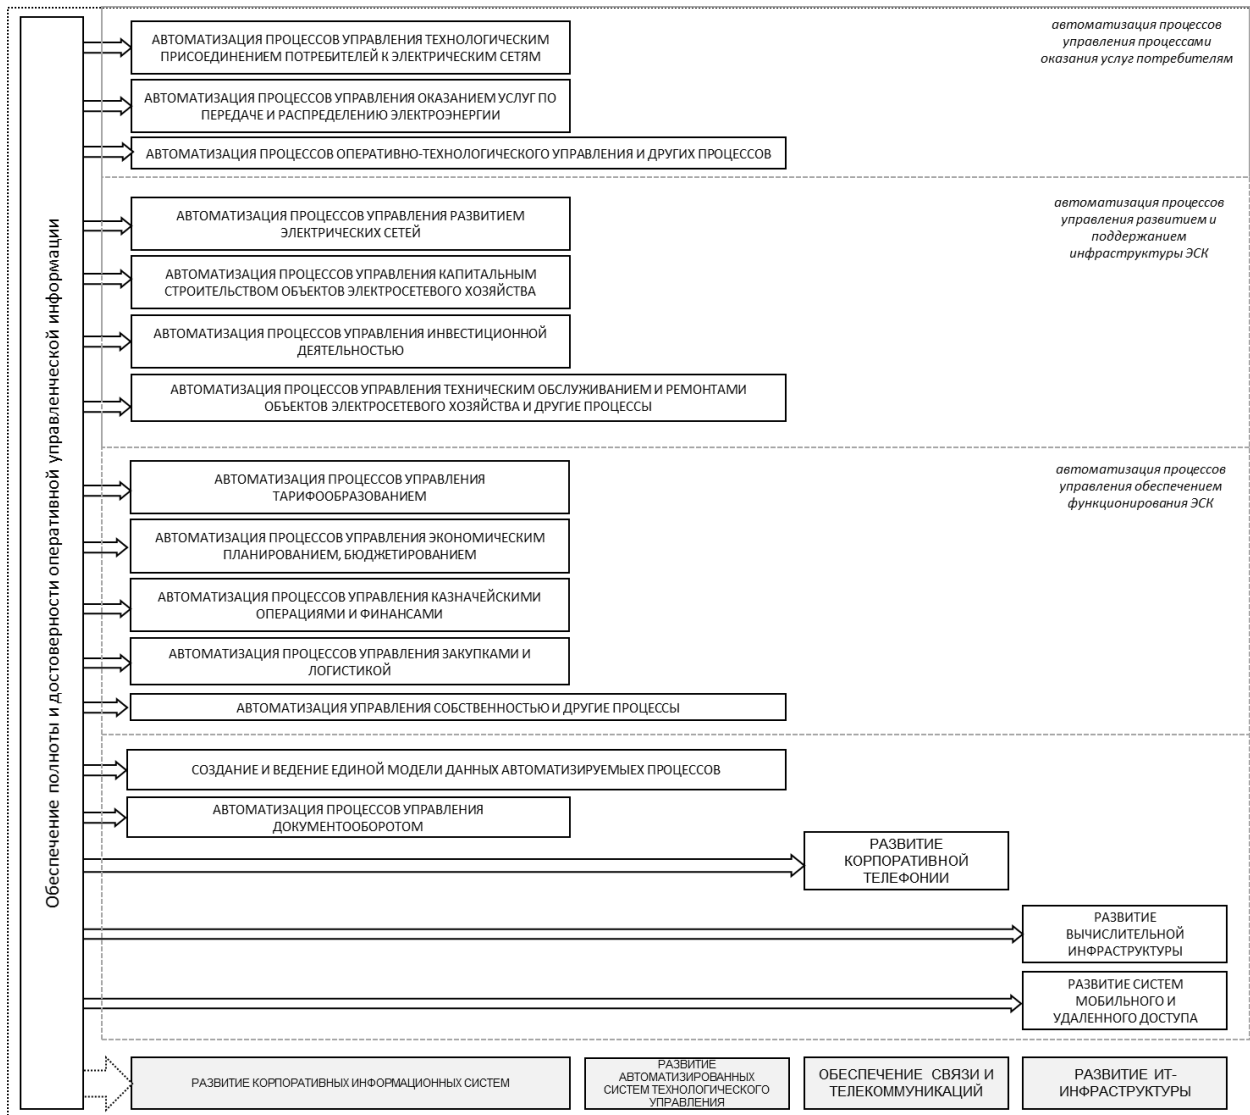 Обеспечение полноты и достоверности оперативной управленческой информации
автоматизация процессов
управления процессами
оказания услуг потребителям
АВТОМАТИЗАЦИЯ ПРОЦЕССОВ УПРАВЛЕНИЯ ТЕХНОЛОГИЧЕСКИМ
ПРИСОЕДИНЕНИЕМ ПОТРЕБИТЕЛЕЙ К ЭЛЕКТРИЧЕСКИМ СЕТЯМ
АВТОМАТИЗАЦИЯ ПРОЦЕССОВ УПРАВЛЕНИЯ ОКАЗАНИЕМ УСЛУГ ПО
ПЕРЕДАЧЕ И РАСПРЕДЕЛЕНИЮ ЭЛЕКТРОЭНЕРГИИ
АВТОМАТИЗАЦИЯ ПРОЦЕССОВ ОПЕРАТИВНО-ТЕХНОЛОГИЧЕСКОГО УПРАВЛЕНИЯ И ДРУГИХ ПРОЦЕССОВ
автоматизация процессов
управления развитием и
поддержанием
инфраструктуры ЭСК
АВТОМАТИЗАЦИЯ ПРОЦЕССОВ УПРАВЛЕНИЯ РАЗВИТИЕМ
ЭЛЕКТРИЧЕСКИХ СЕТЕЙ
АВТОМАТИЗАЦИЯ ПРОЦЕССОВ УПРАВЛЕНИЯ КАПИТАЛЬНЫМ
СТРОИТЕЛЬСТВОМ ОБЪЕКТОВ ЭЛЕКТРОСЕТЕВОГО ХОЗЯЙСТВА
АВТОМАТИЗАЦИЯ ПРОЦЕССОВ УПРАВЛЕНИЯ ИНВЕСТИЦИОННОЙ
ДЕЯТЕЛЬНОСТЬЮ
АВТОМАТИЗАЦИЯ ПРОЦЕССОВ УПРАВЛЕНИЯ ТЕХНИЧЕСКИМ ОБСЛУЖИВАНИЕМ И РЕМОНТАМИ
ОБЪЕКТОВ ЭЛЕКТРОСЕТЕВОГО ХОЗЯЙСТВА И ДРУГИЕ ПРОЦЕССЫ
автоматизация процессов
управления обеспечением
функционирования ЭСК
АВТОМАТИЗАЦИЯ ПРОЦЕССОВ УПРАВЛЕНИЯ
ТАРИФООБРАЗОВАНИЕМ
АВТОМАТИЗАЦИЯ ПРОЦЕССОВ УПРАВЛЕНИЯ ЭКОНОМИЧЕСКИМ
ПЛАНИРОВАНИЕМ, БЮДЖЕТИРОВАНИЕМ
АВТОМАТИЗАЦИЯ ПРОЦЕССОВ УПРАВЛЕНИЯ КАЗНАЧЕЙСКИМИ
ОПЕРАЦИЯМИ И ФИНАНСАМИ
АВТОМАТИЗАЦИЯ ПРОЦЕССОВ УПРАВЛЕНИЯ ЗАКУПКАМИ И
ЛОГИСТИКОЙ
АВТОМАТИЗАЦИЯ УПРАВЛЕНИЯ СОБСТВЕННОСТЬЮ И ДРУГИЕ ПРОЦЕССЫ
СОЗДАНИЕ И ВЕДЕНИЕ ЕДИНОЙ МОДЕЛИ ДАННЫХ АВТОМАТИЗИРУЕМЫЕХ ПРОЦЕССОВ
АВТОМАТИЗАЦИЯ ПРОЦЕССОВ УПРАВЛЕНИЯ
ДОКУМЕНТООБОРОТОМ
РАЗВИТИЕ
КОРПОРАТИВНОЙ
ТЕЛЕФОНИИ
РАЗВИТИЕ
ВЫЧИСЛИТЕЛЬНОЙ
ИНФРАСТРУКТУРЫ
РАЗВИТИЕ СИСТЕМ
МОБИЛЬНОГО И
УДАЛЕННОГО ДОСТУПА
РАЗВИТИЕ КОРПОРАТИВНЫХ ИНФОРМАЦИОННЫХ СИСТЕМ
РАЗВИТИЕ
АВТОМАТИЗИРОВАННЫХ
СИСТЕМ ТЕХНОЛОГИЧЕСКОГО
УПРАВЛЕНИЯ
ОБЕСПЕЧЕНИЕ СВЯЗИ И
ТЕЛЕКОММУНИКАЦИЙ
РАЗВИТИЕ ИТ-
ИНФРАСТРУКТУРЫ